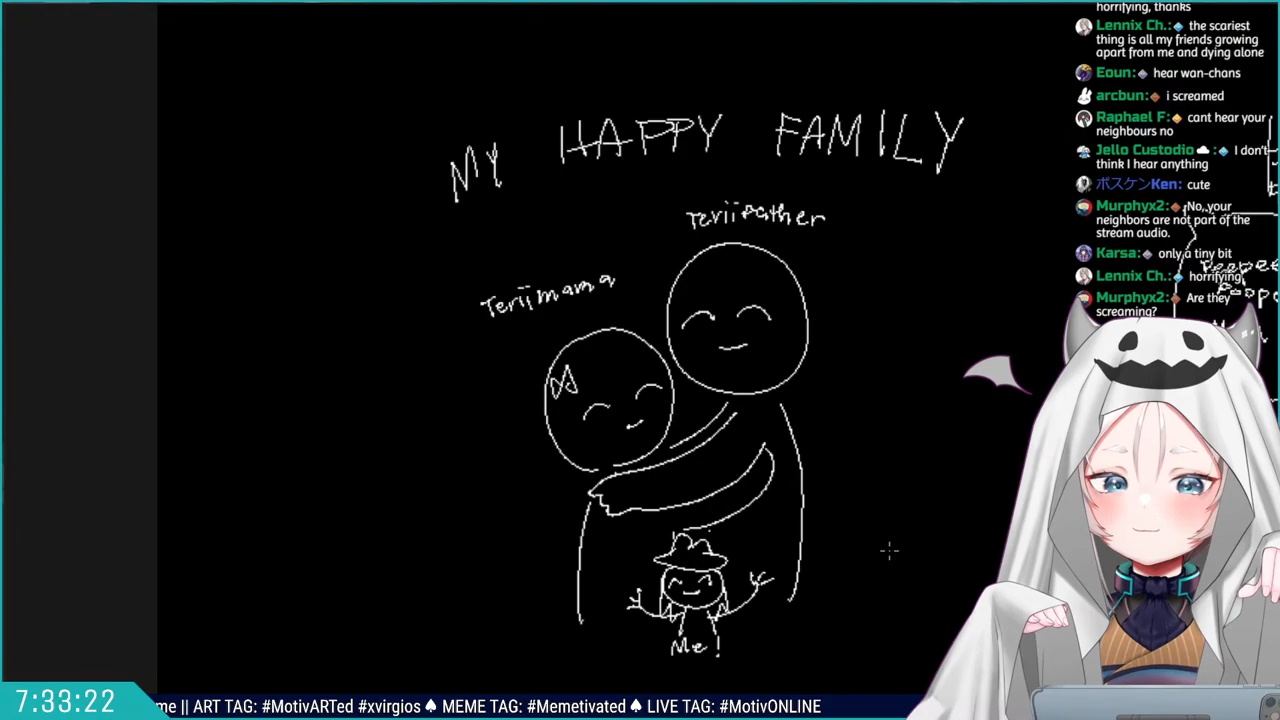 MY HAPPY FAMILY
Teriifather
Teriimama
Me!
horrifying, thanks
Lennix Ch.: the scariest
thing is all my friends growing
apart from me and dying alone
Eoun: hear wan-chans
arcbun: i screamed
Raphael F: cant hear your
neighbours no
Jello Custodio: I don't
think I hear anything
ボスケンKen: cute
Murphyx2: No, your
neighbors are not part of the
stream audio.
Karsa: only a tiny bit
Lennix Ch.: horrifying
Murphyx2: Are they
screaming?
7:33:22
me || ART TAG: #MotivARTed #xvirgios ♠ MEME TAG: #Memetivated ♠ LIVE TAG: #MotivONLINE